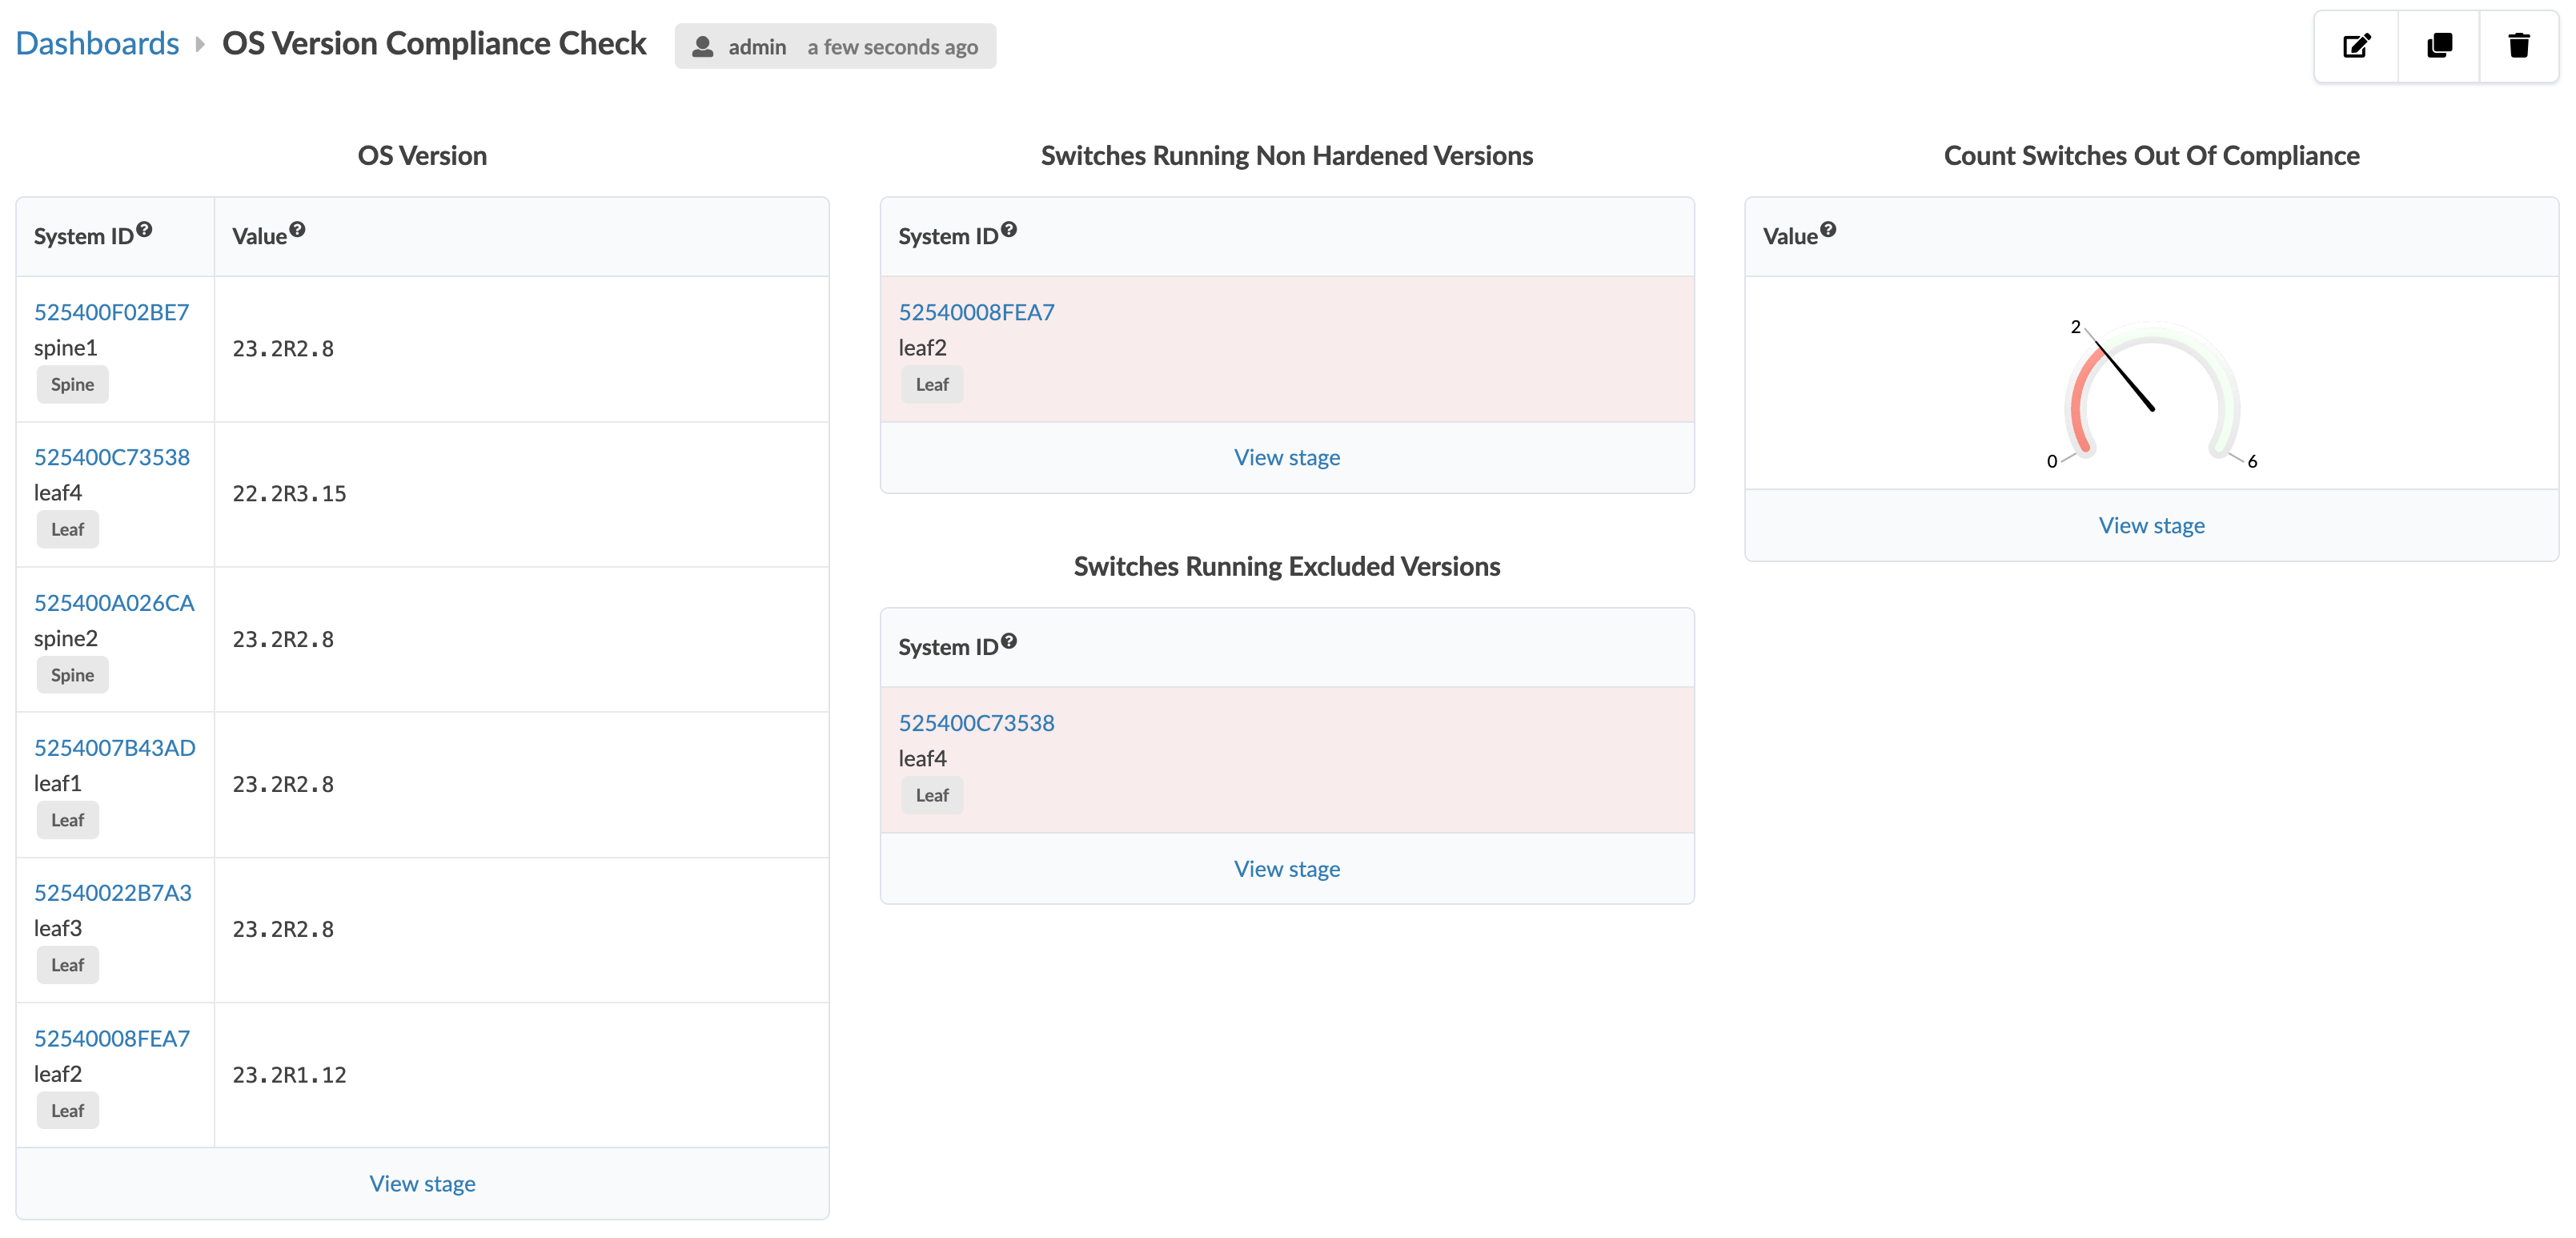 Dashboards OS Version Compliance Check admin a few seconds ago
OS Version
System ID Value
525400F02BE7
spine1
Spine
23.2R2.8
525400C73538
leaf4
Leaf
22.2R3.15
525400A026CA
spine2
Spine
23.2R2.8
5254007B43AD
leaf1
Leaf
23.2R2.8
52540022B7A3
leaf3
Leaf
23.2R2.8
52540008FEA7
leaf2
Leaf
23.2R1.12
View stage
Switches Running Non Hardened Versions
System ID
52540008FEA7
leaf2
Leaf
View stage
Switches Running Excluded Versions
System ID
525400C73538
leaf4
Leaf
View stage
Count Switches Out Of Compliance
Value
2
0 6
View stage